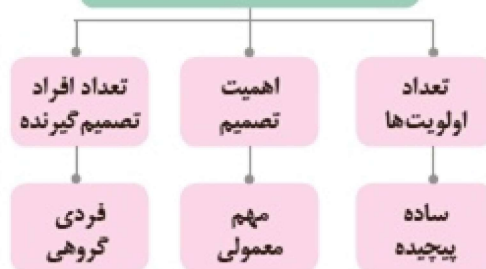 تعداد
اولویت‌ها
اهمیت
تصمیم
تعداد افراد
تصمیم‌گیرنده
ساده
پیچیده
مهم
معمولی
فردی
گروهی